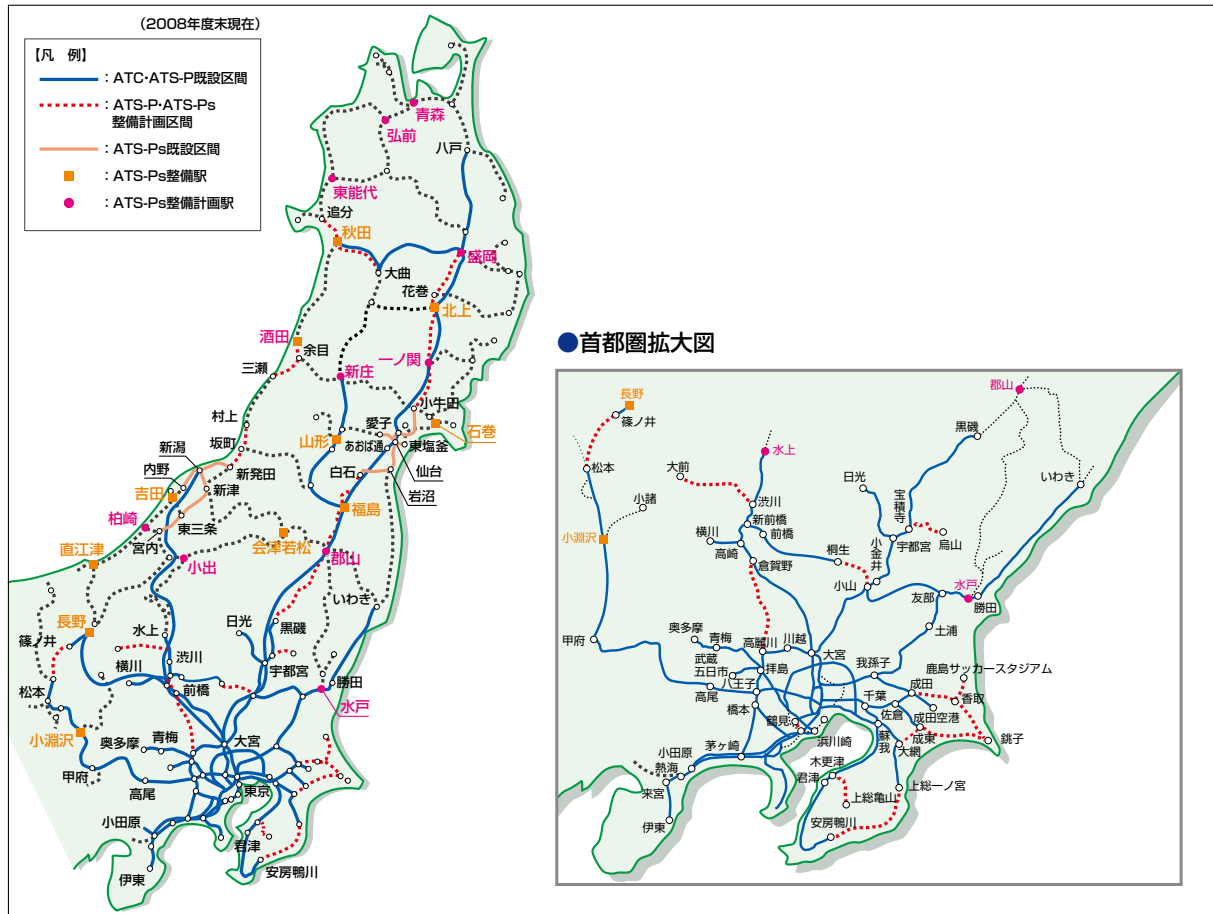 （2008年度末現在）
【凡　例】
：ATC・ATS-P既設区間
：ATS-P・ATS-Ps
整備計画区間
：ATS-Ps既設区間
：ATS-Ps整備駅
：ATS-Ps整備計画駅
青森
弘前
八戸
東能代
追分
秋田
盛岡
大曲
花巻
北上
酒田
余目
一ノ関
三瀬
新庄
小牛田
村上
愛子
石巻
坂町
山形
あおば通
東塩釜
新潟
新発田
白石
仙台
内野
新津
岩沼
吉田
福島
柏崎
東三条
宮内
会津若松
直江津
小出
郡山
いわき
長野
水上
日光
黒磯
篠ノ井
渋川
横川
宇都宮
勝田
松本
前橋
水戸
小淵沢
奥多摩
青梅
大宮
甲府
高尾
東京
小田原
君津
伊東
安房鴨川
●首都圏拡大図
長野
郡山
篠ノ井
黒磯
水上
松本
大前
日光
いわき
小諸
渋川
宝積寺
新前橋
小淵沢
横川
前橋
宇都宮
烏山
高崎
桐生
小金井
倉賀野
小山
水戸
友部
勝田
奥多摩
土浦
甲府
青梅
高麗川
川越
大宮
武蔵
五日市
拝島
我孫子
鹿島サッカースタジアム
八王子
成田
高尾
千葉
香取
橋本
佐倉
成田空港
鶴見
蘇我
成東
銚子
小田原
茅ヶ崎
浜川崎
大網
熱海
木更津
来宮
君津
上総一ノ宮
上総亀山
伊東
安房鴨川